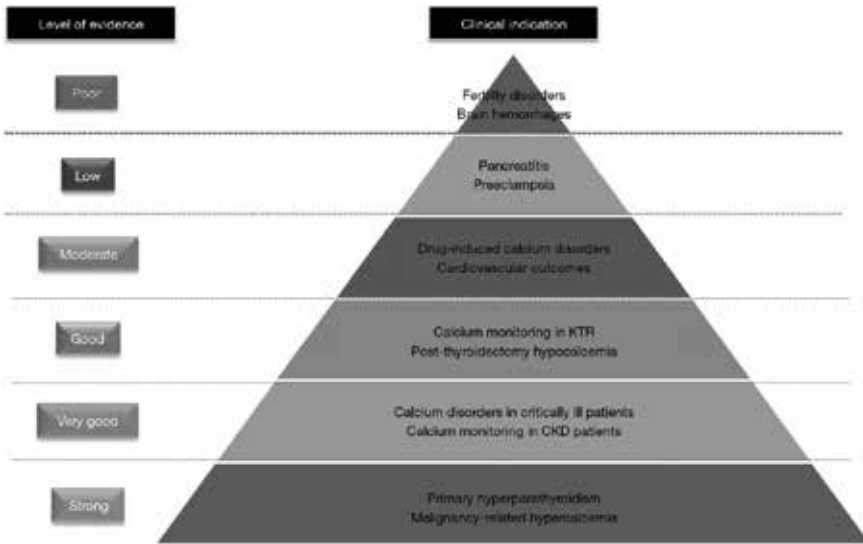 Level of evidence
Clinical indication
Poor
Fertility disorders
Brain hemorrhages
Low
Pancreatitis
Preeclampsia
Moderate
Drug-induced calcium disorders
Cardiovascular outcomes
Good
Calcium monitoring in KTR
Post-thyroidectomy hypocalcemia
Very good
Calcium disorders in critically ill patients
Calcium monitoring in CKD patients
Strong
Primary hyperparathyroidism
Malignancy-related hypercalcemia